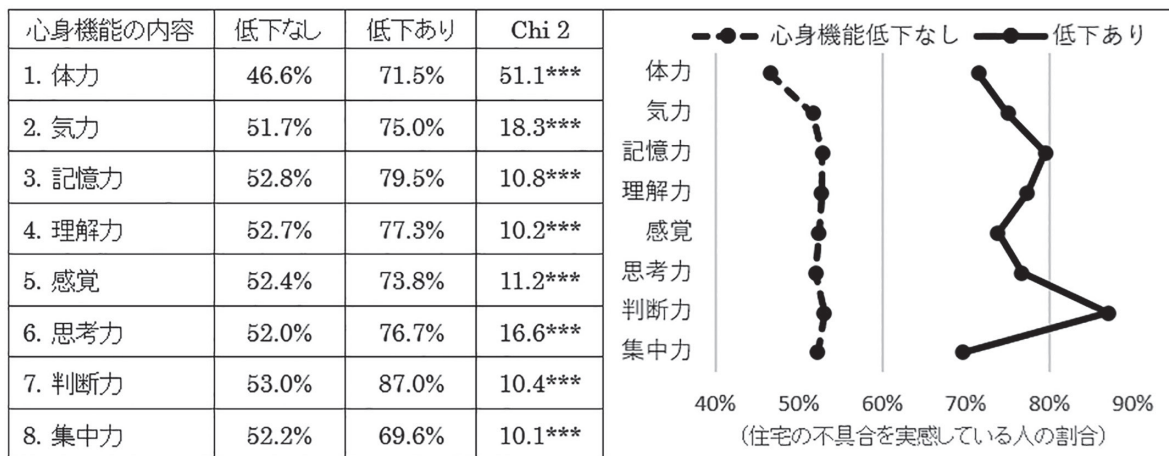 心身機能の内容 低下なし 低下あり Chi 2
1. 体力 46.6% 71.5% 51.1***
2. 気力 51.7% 75.0% 18.3***
3. 記憶力 52.8% 79.5% 10.8***
4. 理解力 52.7% 77.3% 10.2***
5. 感覚 52.4% 73.8% 11.2***
6. 思考力 52.0% 76.7% 16.6***
7. 判断力 53.0% 87.0% 10.4***
8. 集中力 52.2% 69.6% 10.1***
心身機能低下なし 低下あり
体力
気力
記憶力
理解力
感覚
思考力
判断力
集中力
40% 50% 60% 70% 80% 90%
(住宅の不具合を実感している人の割合)